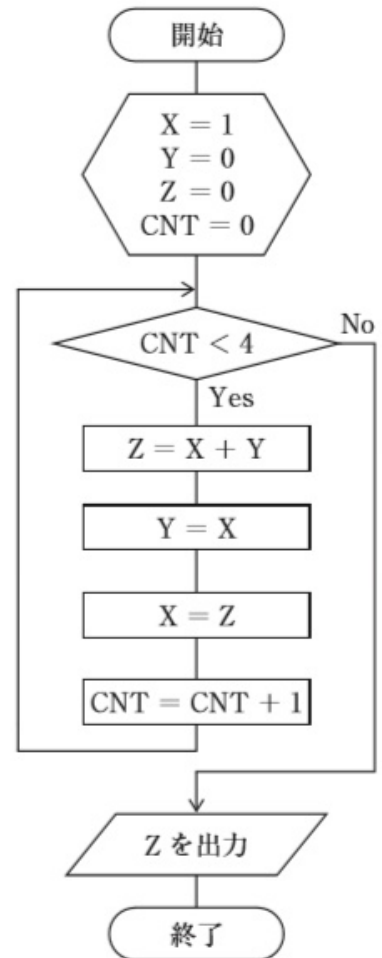 開始
X = 1
Y = 0
Z = 0
CNT = 0
CNT < 4
No
Yes
Z = X + Y
Y = X
X = Z
CNT = CNT + 1
Z を出力
終了